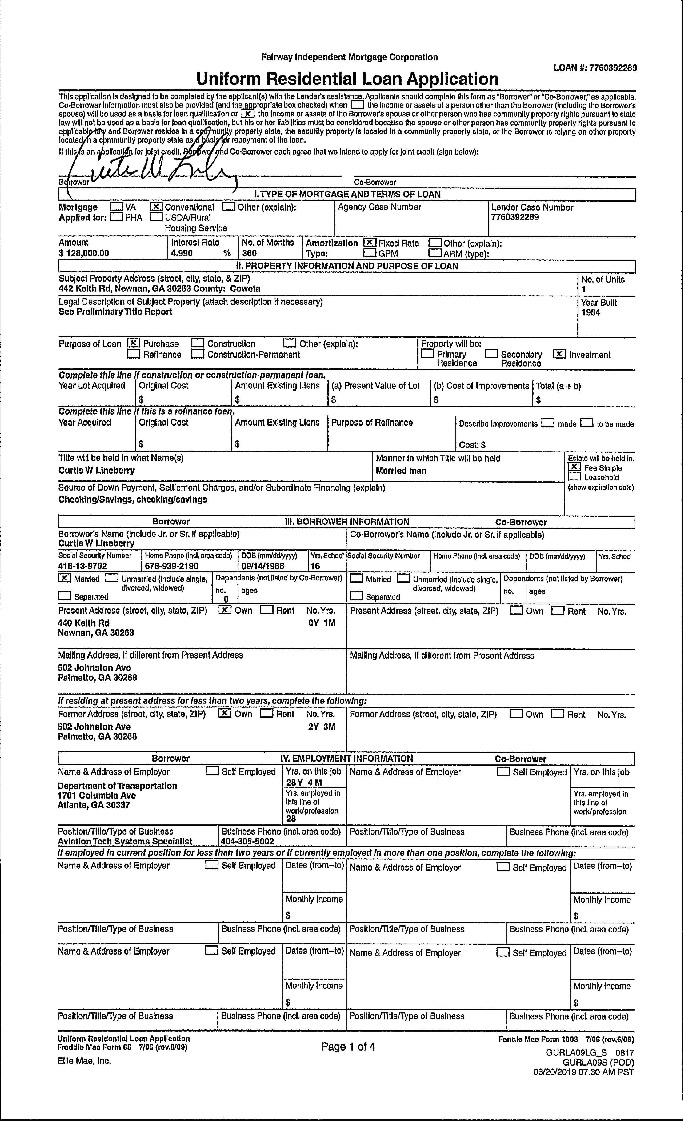 Fairway Independent Mortgage Corporation
LOAN #: 7760392269
Uniform Residential Loan Application
This application is designed to be completed by the applicant(s) with the Lender's assistance. Applicants should complete this form as "Borrower" or "Co-Borrower," as applicable.
Co-Borrower information must also be provided (and the appropriate box checked) when the income or assets of a person other than the Borrower (including the Borrower's
spouse) will be used as a basis for loan qualification or X the income or assets of the Borrower's spouse or other person who has community property rights pursuant to state
law will not be used as a basis for loan qualification, but his or her liabilities must be considered because the spouse or other person has community property rights pursuant to
applicable law and Borrower resides in a community property state, the security property is located in a community property state, or the Borrower is relying on other property
located in a community property state as a basis for repayment of the loan.
If this is an application for joint credit, Borrower and Co-Borrower each agree that we intend to apply for joint credit (sign below):
Borrower Co-Borrower
I. TYPE OF MORTGAGE AND TERMS OF LOAN
Mortgage VA X Conventional Other (explain): Agency Case Number Lender Case Number
Applied for: FHA USDA/Rural 7760392269
Housing Service
Amount Interest Rate No. of Months Amortization X Fixed Rate Other (explain):
$ 128,000.00 4.990 % 360 Type: GPM ARM (type):
II. PROPERTY INFORMATION AND PURPOSE OF LOAN
Subject Property Address (street, city, state, & ZIP) No. of Units
442 Keith Rd, Newnan, GA 30263 County: Coweta 1
Legal Description of Subject Property (attach description if necessary) Year Built
See Preliminary Title Report 1984
Purpose of Loan X Purchase Construction Other (explain): Property will be:
Refinance Construction-Permanent Primary Residence Secondary Residence X Investment
Complete this line if construction or construction-permanent loan.
Year Lot Acquired Original Cost Amount Existing Liens (a) Present Value of Lot (b) Cost of Improvements Total (a + b)
$ $ $ $ $
Complete this line if this is a refinance loan.
Year Acquired Original Cost Amount Existing Liens Purpose of Refinance Describe Improvements made to be made
$ $ Cost: $
Title will be held in what Name(s) Manner in which Title will be held Estate will be held in:
Curtis W Lineberry Married man X Fee Simple
Leasehold
Source of Down Payment, Settlement Charges, and/or Subordinate Financing (explain) (show expiration date)
Checking/Savings, checking/savings
Borrower III. BORROWER INFORMATION Co-Borrower
Borrower's Name (include Jr. or Sr. if applicable) Co-Borrower's Name (include Jr. or Sr. if applicable)
Curtis W Lineberry
Social Security Number Home Phone (incl. area code) DOB (mm/dd/yyyy) Yrs. School Social Security Number Home Phone (incl. area code) DOB (mm/dd/yyyy) Yrs. School
678-939-2190 16
X Married Unmarried (include single, divorced, widowed) Dependents (not listed by Co-Borrower) Married Unmarried (include single, divorced, widowed) Dependents (not listed by Borrower)
Separated no. ages Separated no. ages
0
Present Address (street, city, state, ZIP) X Own Rent No. Yrs. Present Address (street, city, state, ZIP) Own Rent No. Yrs.
440 Keith Rd 0Y 1M
Newnan, GA 30263
Mailing Address, if different from Present Address Mailing Address, if different from Present Address
502 Johnston Ave
Palmetto, GA 30268
If residing at present address for less than two years, complete the following:
Former Address (street, city, state, ZIP) X Own Rent No. Yrs. Former Address (street, city, state, ZIP) Own Rent No. Yrs.
502 Johnston Ave 2Y 3M
Palmetto, GA 30268
Borrower IV. EMPLOYMENT INFORMATION Co-Borrower
Name & Address of Employer Self Employed Yrs. on this job Name & Address of Employer Self Employed Yrs. on this job
28 Y 4 M
Department of Transportation Yrs. employed in this line of work/profession Yrs. employed in this line of work/profession
1701 Columbia Ave
Atlanta, GA 30337
28
Position/Title/Type of Business Business Phone (incl. area code) Position/Title/Type of Business Business Phone (incl. area code)
Aviation Tech Systems Specialist 404-305-5002
If employed in current position for less than two years or if currently employed in more than one position, complete the following:
Name & Address of Employer Self Employed Dates (from–to) Name & Address of Employer Self Employed Dates (from–to)
Monthly Income Monthly Income
$ $
Position/Title/Type of Business Business Phone (incl. area code) Position/Title/Type of Business Business Phone (incl. area code)
Name & Address of Employer Self Employed Dates (from–to) Name & Address of Employer Self Employed Dates (from–to)
Monthly Income Monthly Income
$ $
Position/Title/Type of Business Business Phone (incl. area code) Position/Title/Type of Business Business Phone (incl. area code)
Uniform Residential Loan Application Fannie Mae Form 1003 7/05 (rev.6/09)
Freddie Mac Form 65 7/05 (rev.6/09) Page 1 of 4
Ellie Mae, Inc. GURLA09LG_S 0817
GURLA09S (POD)
03/20/2019 07:30 AM PST